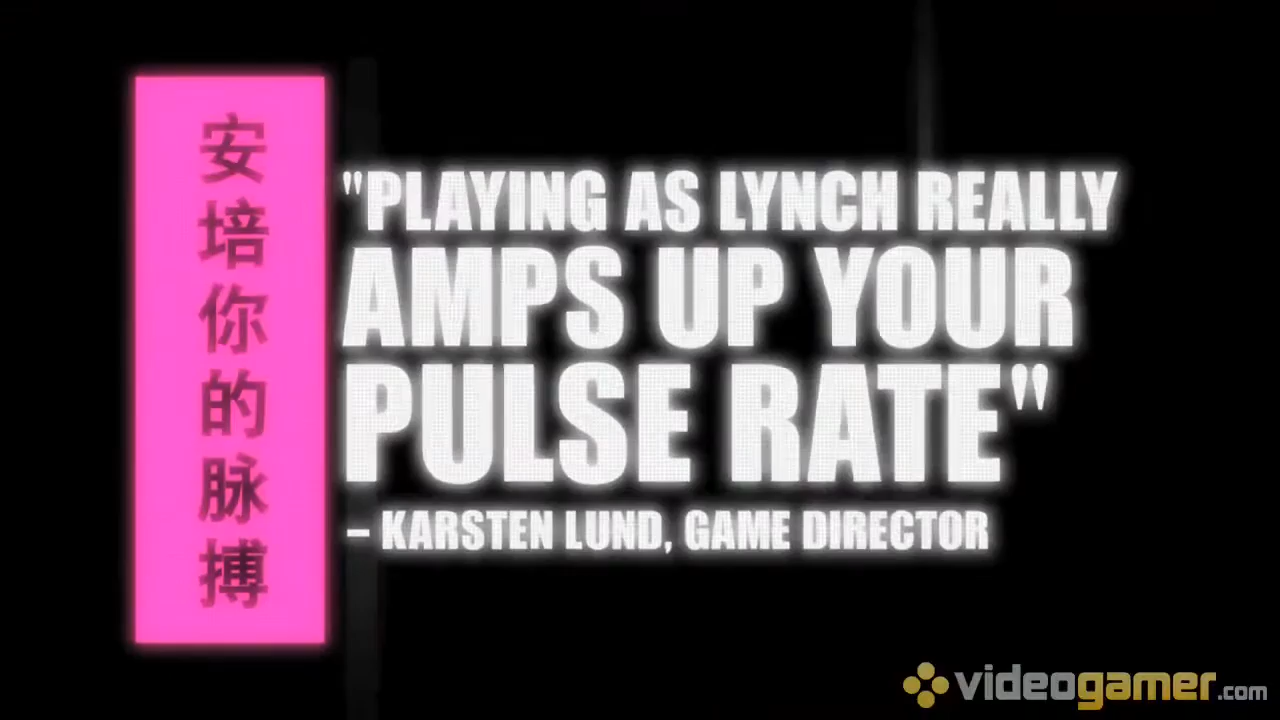 安培你的脉搏
"PLAYING AS LYNCH REALLY
AMPS UP YOUR
PULSE RATE"
– KARSTEN LUND, GAME DIRECTOR
videogamer.com